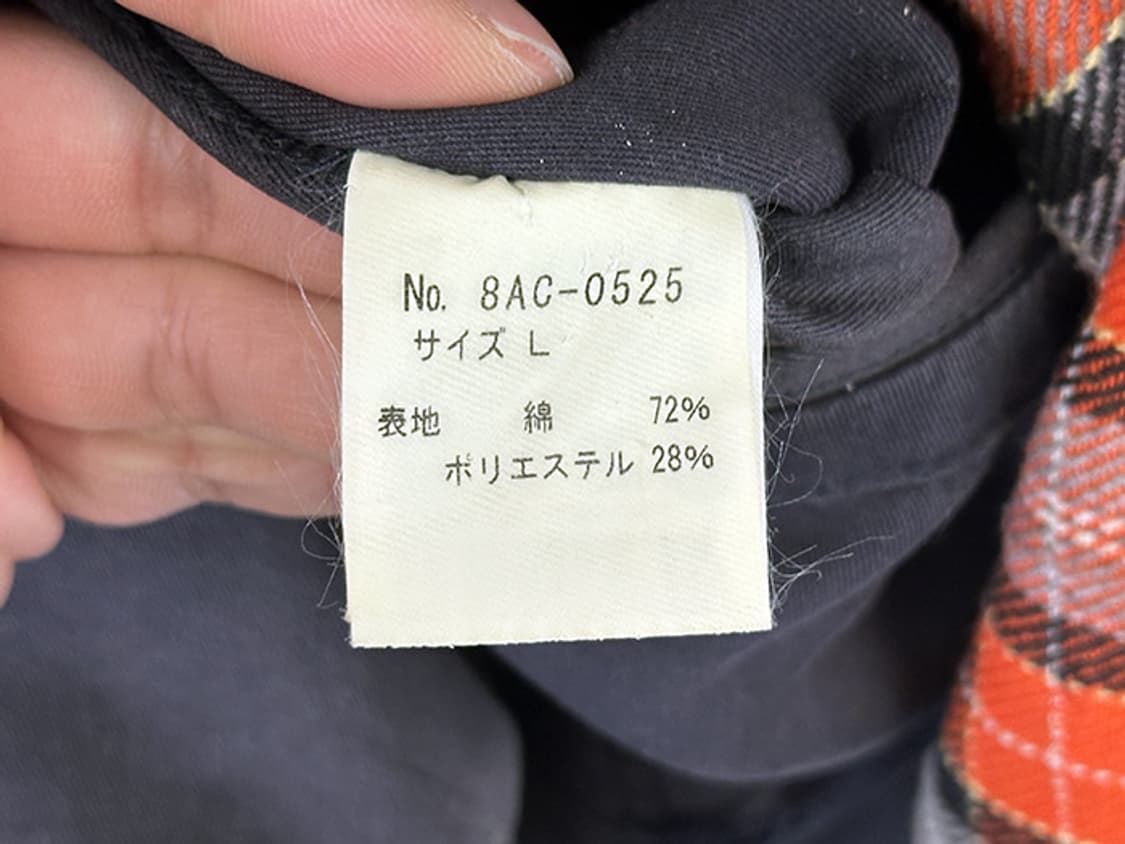 No. 8AC-0525
サイズ L
表地 綿 72%
ポリエステル 28%